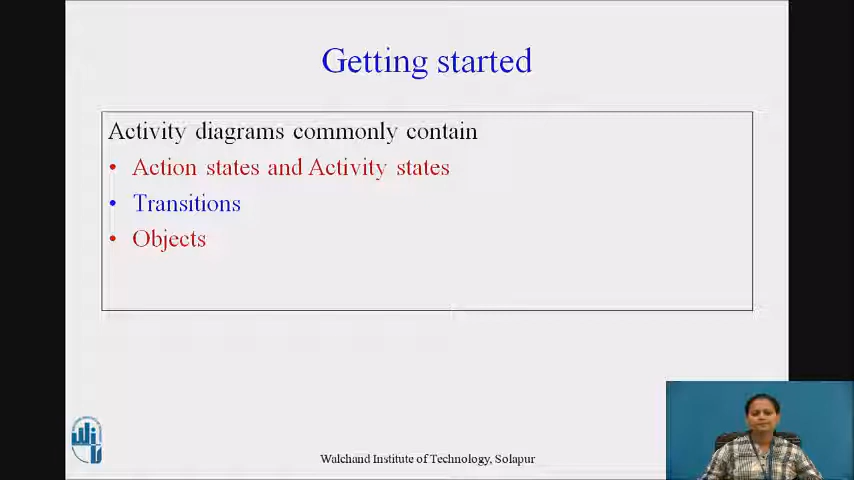 Getting started
Activity diagrams commonly contain
• Action states and Activity states
• Transitions
• Objects
Walchand Institute of Technology, Solapur